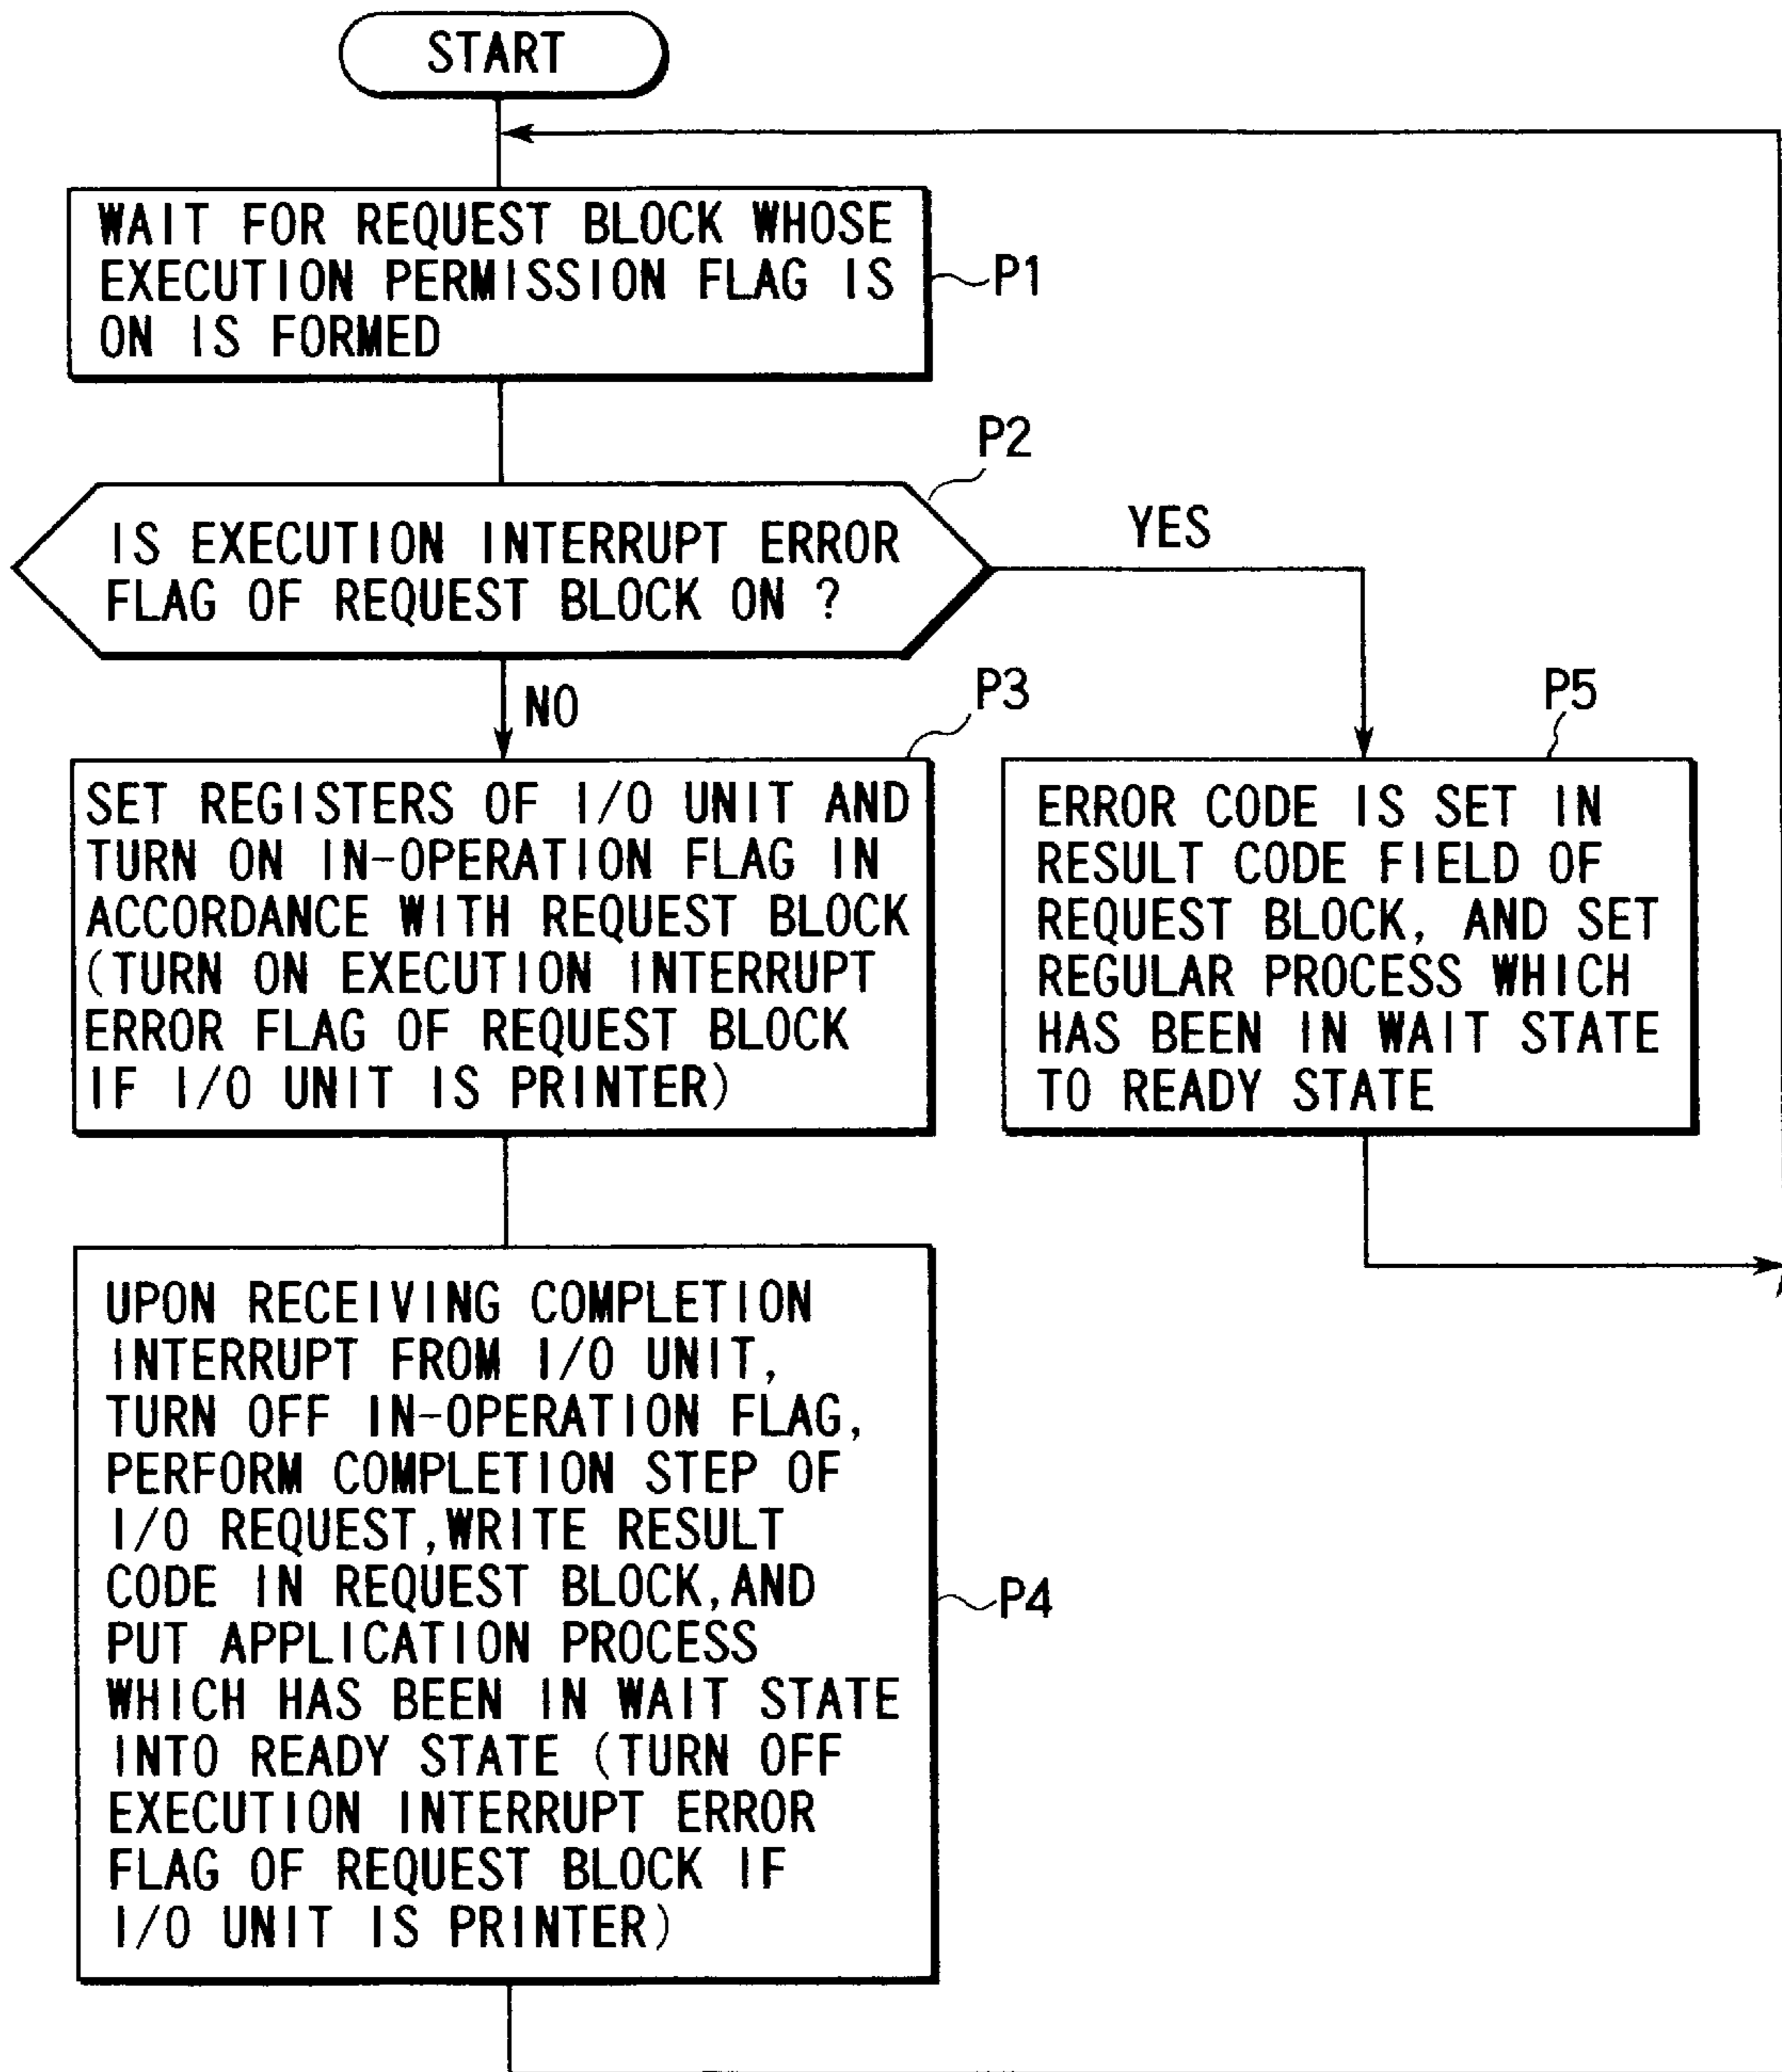 START
WAIT FOR REQUEST BLOCK WHOSE
EXECUTION PERMISSION FLAG IS
ON IS FORMED
P1
P2
IS EXECUTION INTERRUPT ERROR
FLAG OF REQUEST BLOCK ON ?
YES
NO
P3
SET REGISTERS OF I/O UNIT AND
TURN ON IN-OPERATION FLAG IN
ACCORDANCE WITH REQUEST BLOCK
(TURN ON EXECUTION INTERRUPT
ERROR FLAG OF REQUEST BLOCK
IF I/O UNIT IS PRINTER)
P5
ERROR CODE IS SET IN
RESULT CODE FIELD OF
REQUEST BLOCK, AND SET
REGULAR PROCESS WHICH
HAS BEEN IN WAIT STATE
TO READY STATE
UPON RECEIVING COMPLETION
INTERRUPT FROM I/O UNIT,
TURN OFF IN-OPERATION FLAG,
PERFORM COMPLETION STEP OF
I/O REQUEST,WRITE RESULT
CODE IN REQUEST BLOCK,AND
PUT APPLICATION PROCESS
WHICH HAS BEEN IN WAIT STATE
INTO READY STATE (TURN OFF
EXECUTION INTERRUPT ERROR
FLAG OF REQUEST BLOCK IF
I/O UNIT IS PRINTER)
P4